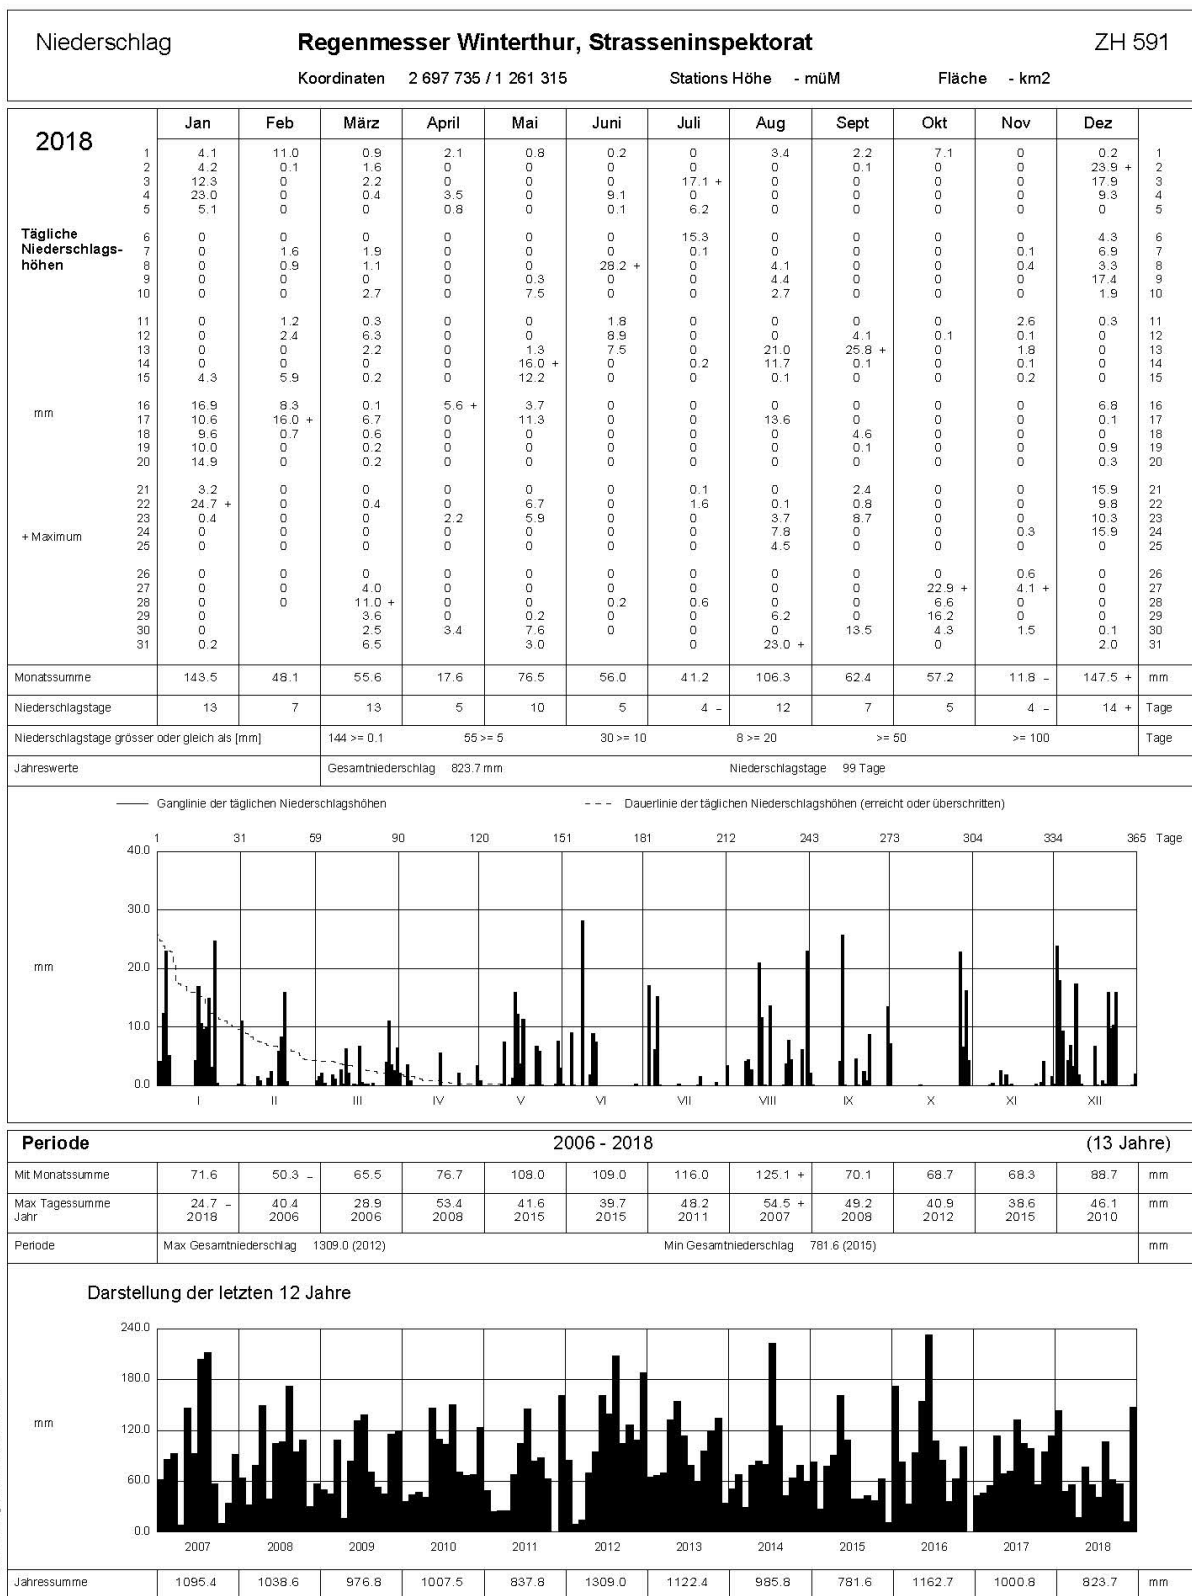 Niederschlag Regenmesser Winterthur, Strasseninspektorat ZH 591
Koordinaten 2 697 735 / 1 261 315 Stations Höhe - müM Fläche - km2
2018 Jan Feb März April Mai Juni Juli Aug Sept Okt Nov Dez
1 4.1 11.0 0.9 2.1 0.8 0.2 0 3.4 2.2 7.1 0 0.2 1
2 4.2 0.1 1.6 0 0 0 0 0 0.1 0 0 23.9 + 2
3 12.3 0 2.2 0 0 0 17.1 + 0 0 0 0 17.9 3
4 23.0 0 0.4 3.5 0 9.1 0 0 0 0 0 9.3 4
5 5.1 0 0 0.8 0 0.1 6.2 0 0 0 0 0 5
Tägliche Niederschlags-höhen
6 0 0 0 0 0 0 15.3 0 0 0 0 4.3 6
7 0 1.6 1.9 0 0 0 0.1 0 0 0 0.1 6.9 7
8 0 0.9 1.1 0 0 28.2 + 0 4.1 0 0 0.4 3.3 8
9 0 0 0 0 0.3 0 0 4.4 0 0 0 17.4 9
10 0 0 2.7 0 7.5 0 0 2.7 0 0 0 1.9 10
11 0 1.2 0.3 0 0 1.8 0 0 0 0 2.6 0.3 11
12 0 2.4 6.3 0 0 8.9 0 0 4.1 0.1 0.1 0 12
13 0 0 2.2 0 1.3 7.5 0 21.0 25.8 + 0 1.8 0 13
14 0 0 0 0 16.0 + 0 0.2 11.7 0.1 0 0.1 0 14
15 4.3 5.9 0.2 0 12.2 0 0 0.1 0 0 0.2 0 15
mm
16 16.9 8.3 0.1 5.6 + 3.7 0 0 0 0 0 0 6.8 16
17 10.6 16.0 + 6.7 0 11.3 0 0 13.6 0 0 0 0.1 17
18 9.6 0.7 0.6 0 0 0 0 0 4.6 0 0 0 18
19 10.0 0 0.2 0 0 0 0 0 0.1 0 0 0.9 19
20 14.9 0 0.2 0 0 0 0 0 0 0 0 0.3 20
21 3.2 0 0 0 0 0 0.1 0 2.4 0 0 15.9 21
22 24.7 + 0 0.4 0 6.7 0 1.6 0.1 0.8 0 0 9.8 22
23 0.4 0 0 2.2 5.9 0 0 3.7 8.7 0 0 10.3 23
+ Maximum
24 0 0 0 0 0 0 0 7.8 0 0 0.3 15.9 24
25 0 0 0 0 0 0 0 4.5 0 0 0 0 25
26 0 0 0 0 0 0 0 0 0 0 0.6 0 26
27 0 0 4.0 0 0 0 0 0 0 22.9 + 4.1 + 0 27
28 0 0 11.0 + 0 0 0.2 0.6 0 0 6.6 0 0 28
29 0 3.6 0 0.2 0 0 6.2 0 16.2 0 0 29
30 0 2.5 3.4 7.6 0 0 0 13.5 4.3 1.5 0.1 30
31 0.2 6.5 3.0 0 23.0 + 0 2.0 31
Monatssumme 143.5 48.1 55.6 17.6 76.5 56.0 41.2 106.3 62.4 57.2 11.8 – 147.5 + mm
Niederschlagstage 13 7 13 5 10 5 4 – 12 7 5 4 – 14 + Tage
Niederschlagstage grösser oder gleich als [mm] 144 >= 0.1 55 >= 5 30 >= 10 8 >= 20 >= 50 >= 100 Tage
Jahreswerte Gesamtniederschlag 823.7 mm Niederschlagstage 99 Tage
Ganglinie der täglichen Niederschlagshöhen Dauerlinie der täglichen Niederschlagshöhen (erreicht oder überschritten)
1 31 59 90 120 151 181 212 243 273 304 334 365 Tage
40.0
30.0
mm 20.0
10.0
0.0
I II III IV V VI VII VIII IX X XI XII
Periode 2006 - 2018 (13 Jahre)
Mit Monatssumme 71.6 50.3 – 65.5 76.7 108.0 109.0 116.0 125.1 + 70.1 68.7 68.3 88.7 mm
Max Tagessumme 24.7 – 40.4 28.9 53.4 41.6 39.7 48.2 54.5 + 49.2 40.9 38.6 46.1 mm
Jahr 2018 2006 2006 2008 2015 2015 2011 2007 2008 2012 2015 2010
Periode Max Gesamtniederschlag 1309.0 (2012) Min Gesamtniederschlag 781.6 (2015) mm
Darstellung der letzten 12 Jahre
240.0
180.0
mm 120.0
60.0
0.0
2007 2008 2009 2010 2011 2012 2013 2014 2015 2016 2017 2018
Jahressumme 1095.4 1038.6 976.8 1007.5 837.8 1309.0 1122.4 985.8 781.6 1162.7 1000.8 823.7 mm